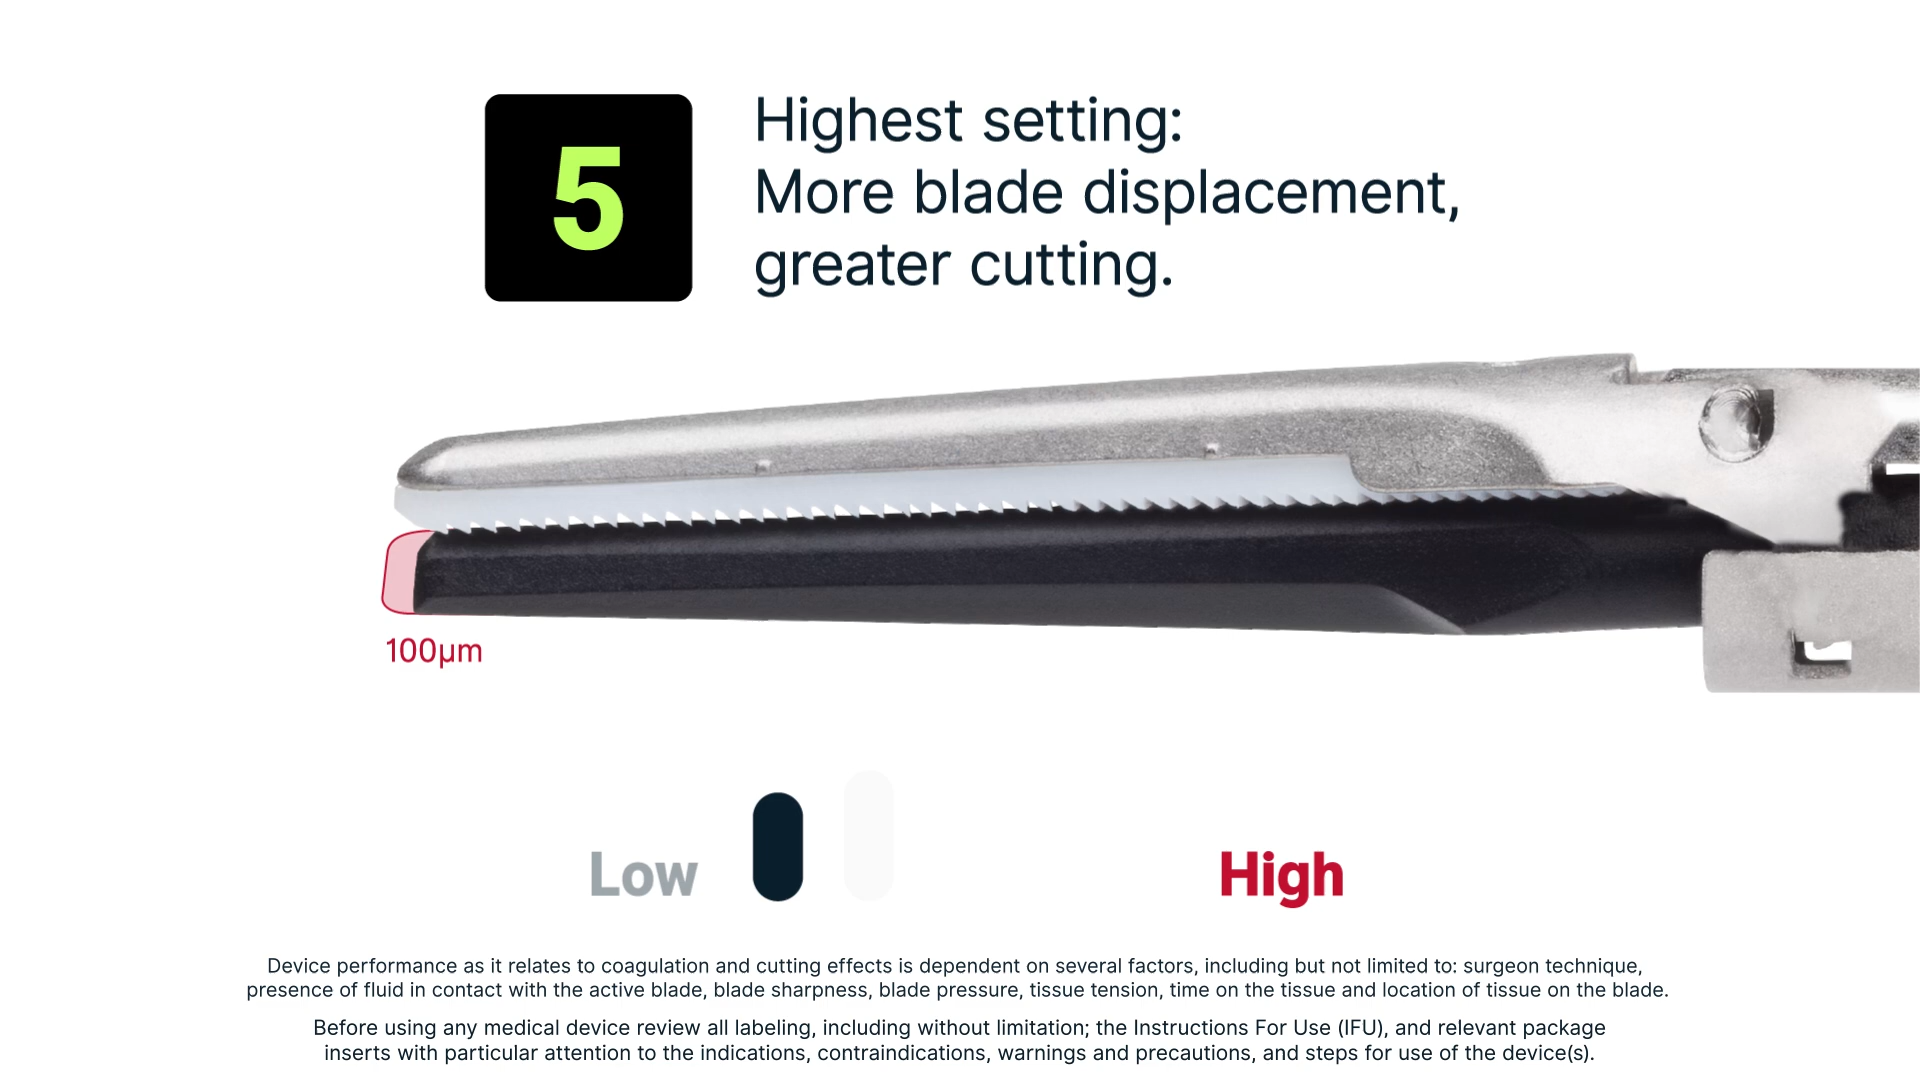 5
Highest setting:
More blade displacement,
greater cutting.
100µm
Low
High
Device performance as it relates to coagulation and cutting effects is dependent on several factors, including but not limited to: surgeon technique,
presence of fluid in contact with the active blade, blade sharpness, blade pressure, tissue tension, time on the tissue and location of tissue on the blade.
Before using any medical device review all labeling, including without limitation; the Instructions For Use (IFU), and relevant package
inserts with particular attention to the indications, contraindications, warnings and precautions, and steps for use of the device(s).